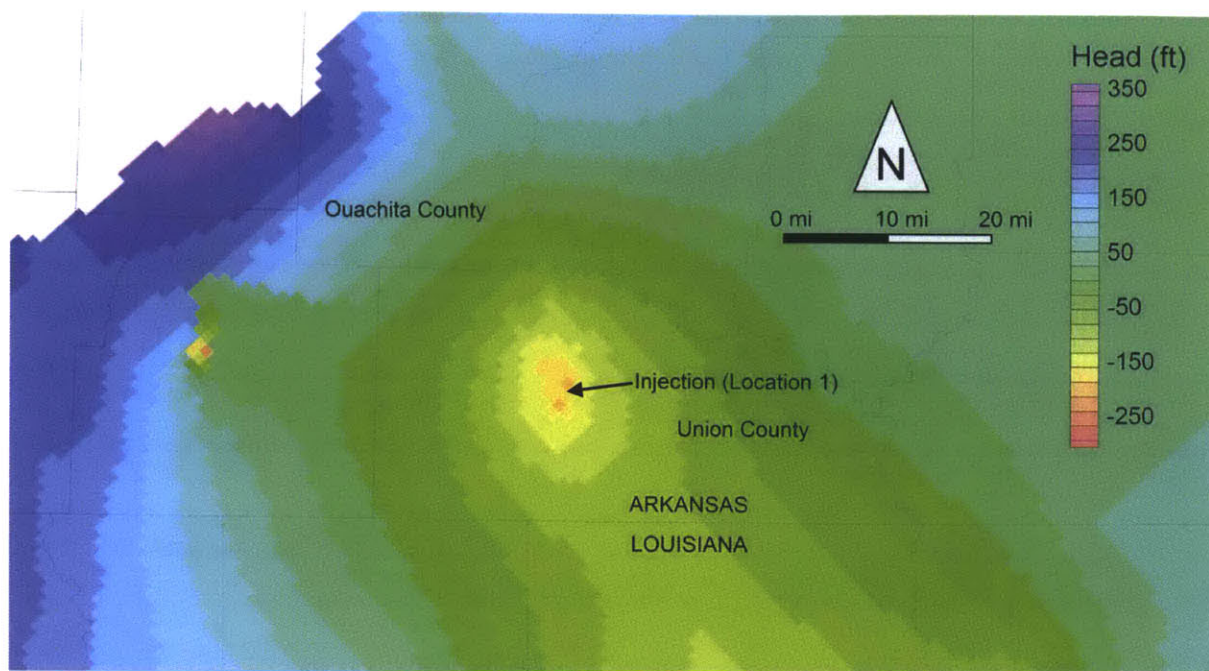 Head (ft)
350
250
150
50
-50
-150
-250
N
0 mi 10 mi 20 mi
Ouachita County
Injection (Location 1)
Union County
ARKANSAS
LOUISIANA